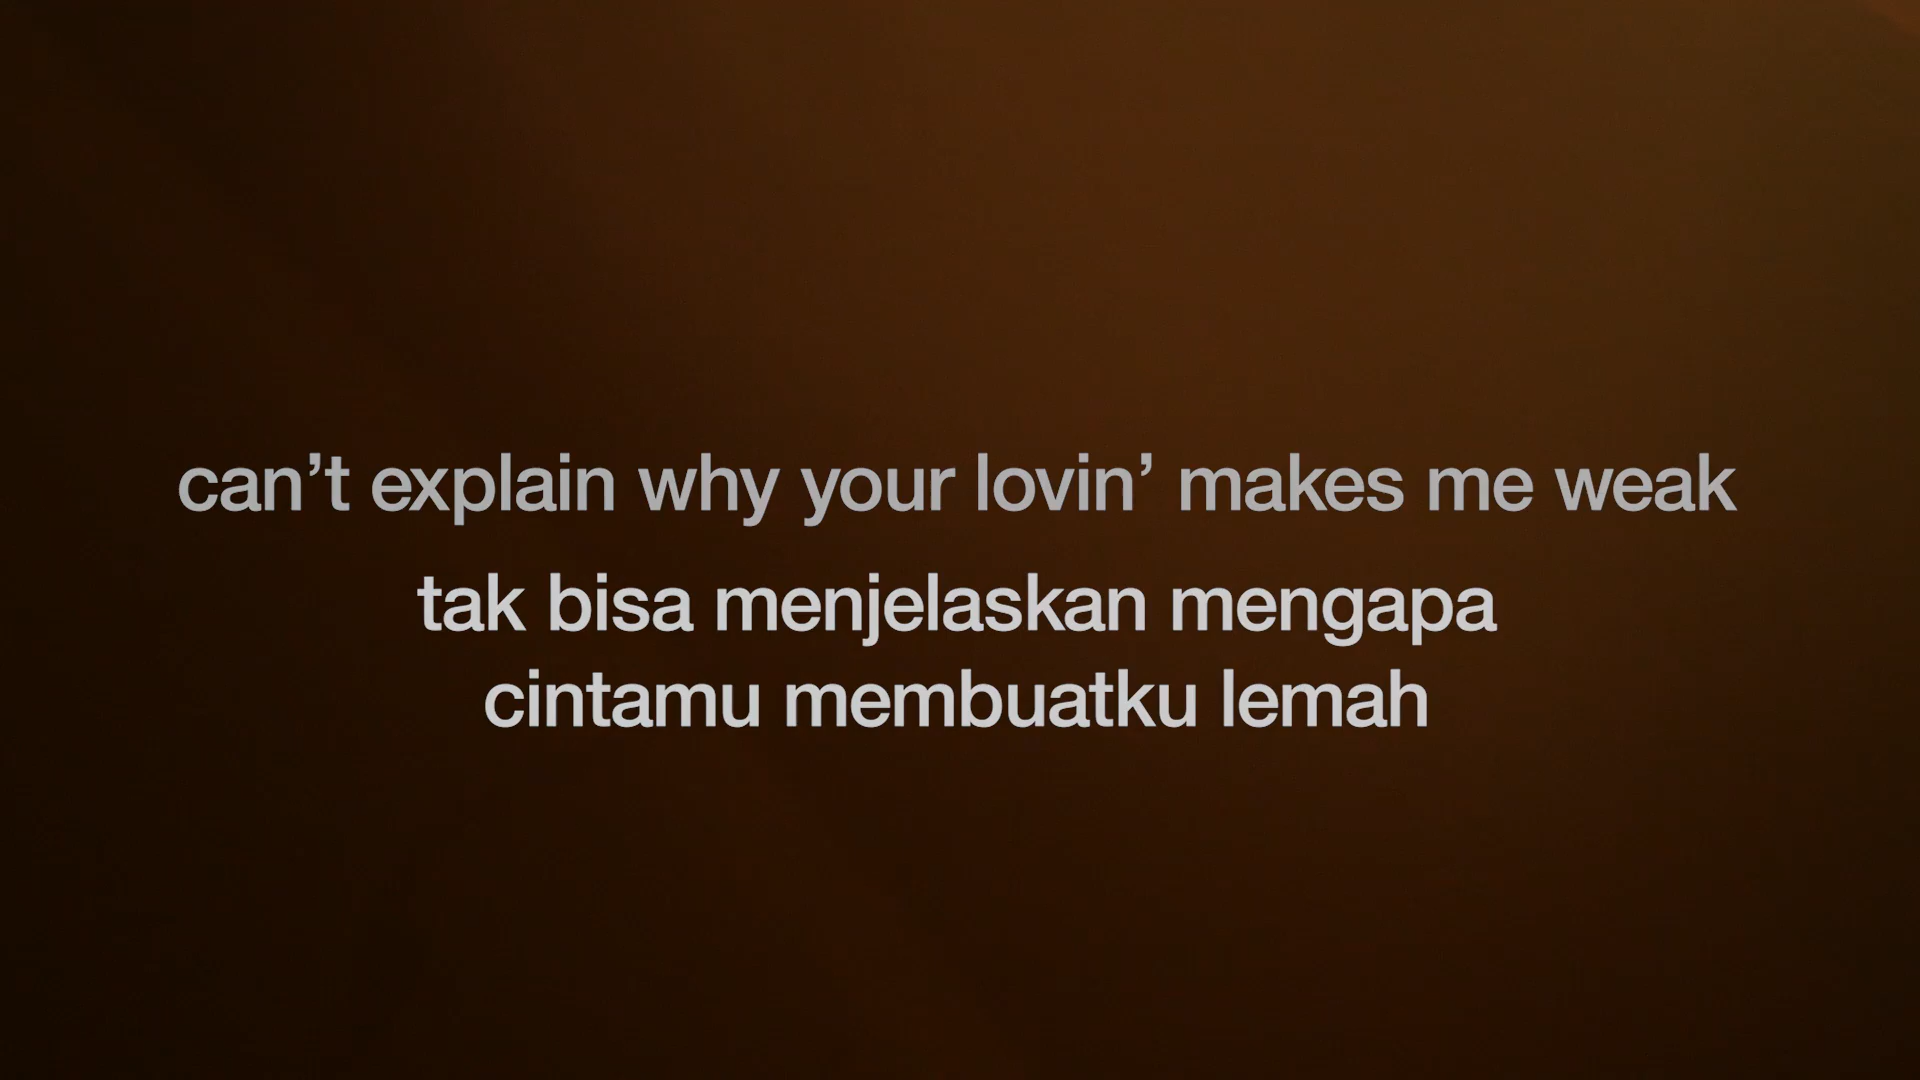 can’t explain why your lovin’ makes me weak
tak bisa menjelaskan mengapa
cintamu membuatku lemah